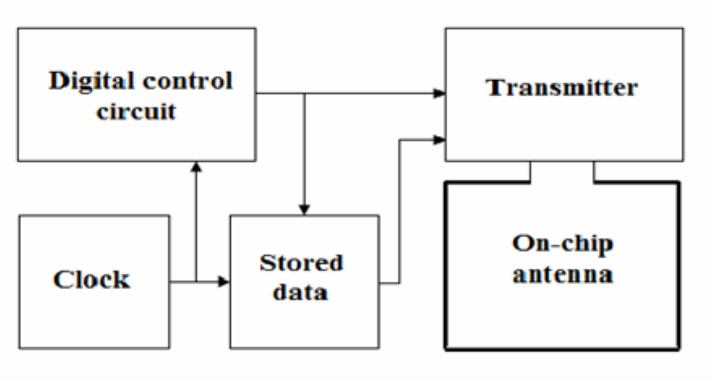 Digital control
circuit
Transmitter
Clock
Stored
data
On-chip
antenna